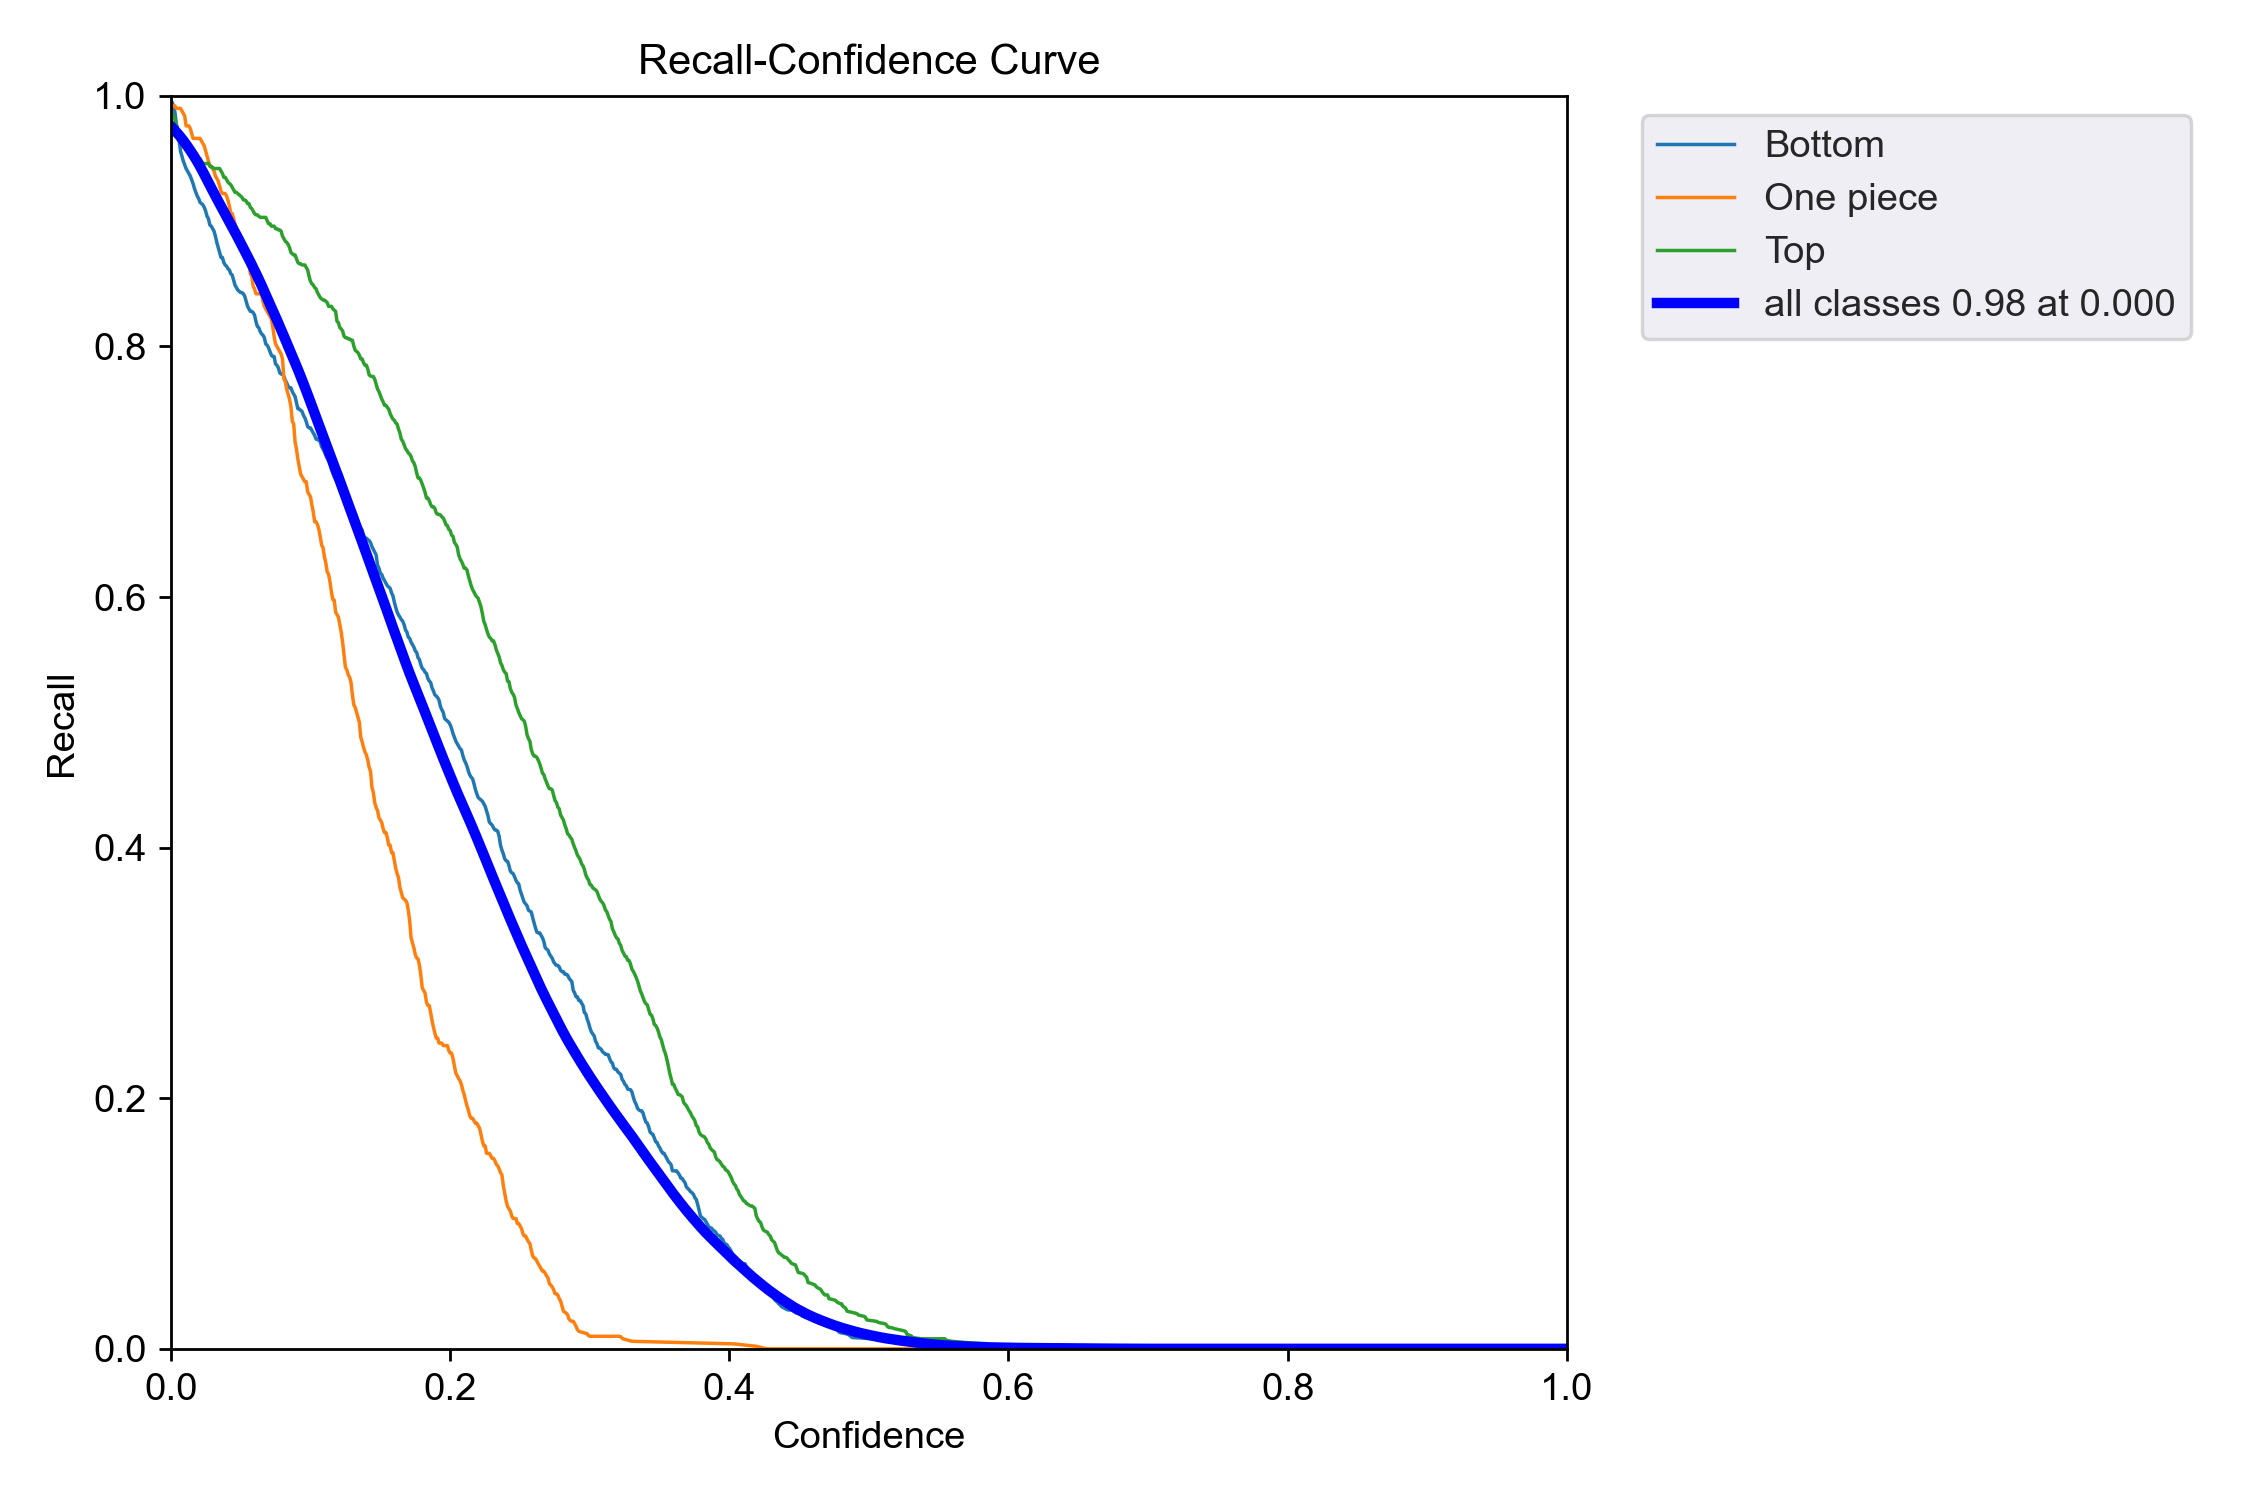 Recall-Confidence Curve
1.0
0.8
0.6
0.4
0.2
0.0
Recall
0.0 0.2 0.4 0.6 0.8 1.0
Confidence
Bottom
One piece
Top
all classes 0.98 at 0.000